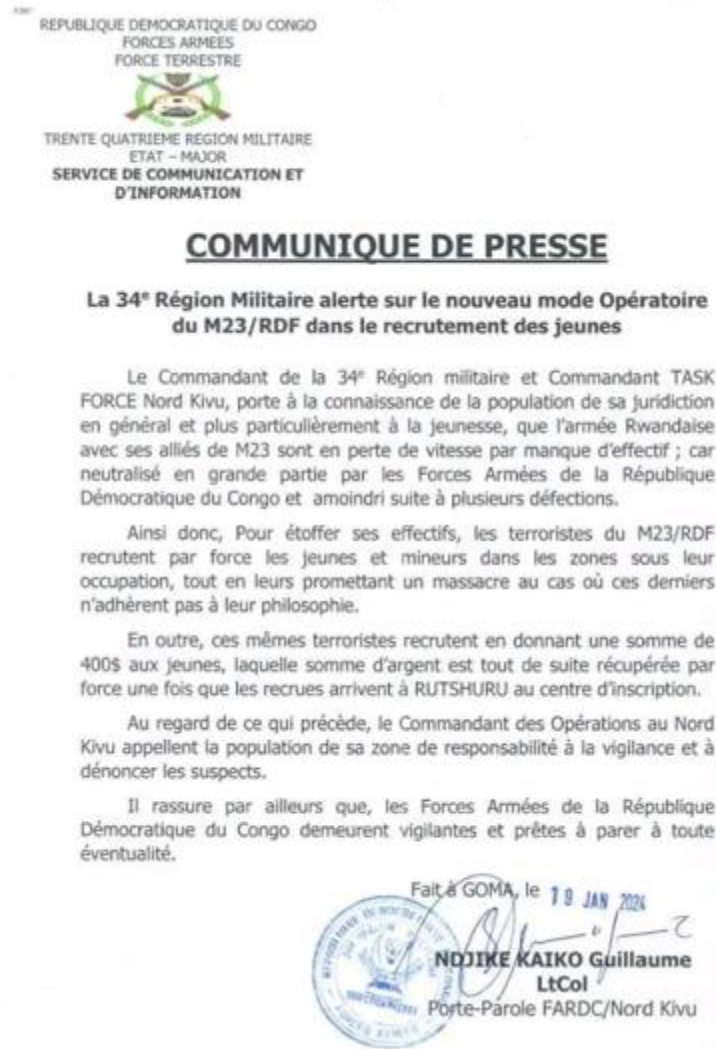 REPUBLIQUE DEMOCRATIQUE DU CONGO
FORCES ARMEES
FORCE TERRESTRE
TRENTE QUATRIEME REGION MILITAIRE
ETAT – MAJOR
SERVICE DE COMMUNICATION ET
D'INFORMATION
COMMUNIQUE DE PRESSE
La 34e Région Militaire alerte sur le nouveau mode Opératoire
du M23/RDF dans le recrutement des jeunes
Le Commandant de la 34e Région militaire et Commandant TASK
FORCE Nord Kivu, porte à la connaissance de la population de sa juridiction
en général et plus particulièrement à la jeunesse, que l'armée Rwandaise
avec ses alliés de M23 sont en perte de vitesse par manque d'effectif ; car
neutralisé en grande partie par les Forces Armées de la République
Démocratique du Congo et amoindri suite à plusieurs défections.
Ainsi donc, Pour étoffer ses effectifs, les terroristes du M23/RDF
recrutent par force les jeunes et mineurs dans les zones sous leur
occupation, tout en leurs promettant un massacre au cas où ces derniers
n'adhèrent pas à leur philosophie.
En outre, ces mêmes terroristes recrutent en donnant une somme de
400$ aux jeunes, laquelle somme d'argent est tout de suite récupérée par
force une fois que les recrues arrivent à RUTSHURU au centre d'inscription.
Au regard de ce qui précède, le Commandant des Opérations au Nord
Kivu appellent la population de sa zone de responsabilité à la vigilance et à
dénoncer les suspects.
Il rassure par ailleurs que, les Forces Armées de la République
Démocratique du Congo demeurent vigilantes et prêtes à parer à toute
éventualité.
Fait à GOMA, le 19 JAN 2024
NDJIKE KAIKO Guillaume
LtCol
Porte-Parole FARDC/Nord Kivu